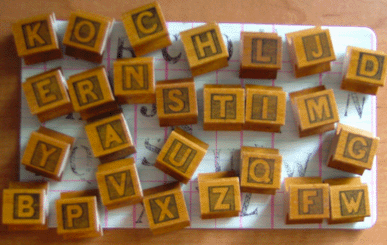 K O C H L J D
E R N S T I M
Y A U Q G
B P V X Z F W